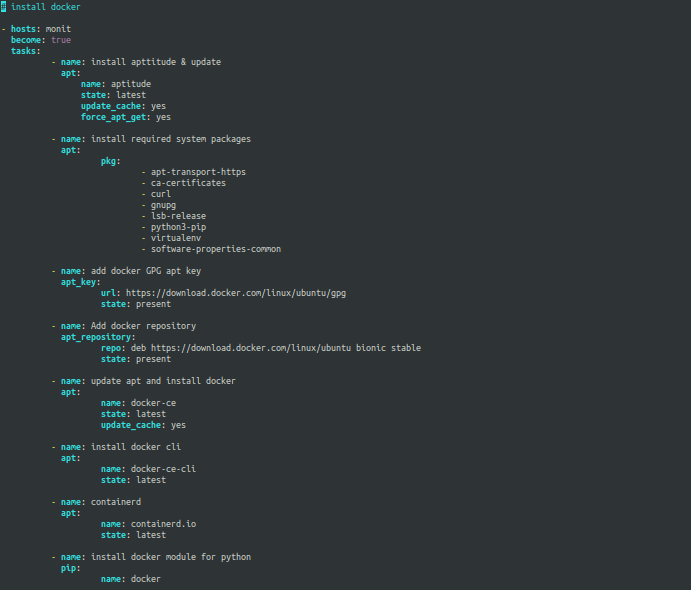 # install docker
- hosts: monit
become: true
tasks:
- name: install apttitude & update
apt:
name: aptitude
state: latest
update_cache: yes
force_apt_get: yes
- name: install required system packages
apt:
pkg:
- apt-transport-https
- ca-certificates
- curl
- gnupg
- lsb-release
- python3-pip
- virtualenv
- software-properties-common
- name: add docker GPG apt key
apt_key:
url: https://download.docker.com/linux/ubuntu/gpg
state: present
- name: Add docker repository
apt_repository:
repo: deb https://download.docker.com/linux/ubuntu bionic stable
state: present
- name: update apt and install docker
apt:
name: docker-ce
state: latest
update_cache: yes
- name: install docker cli
apt:
name: docker-ce-cli
state: latest
- name: containerd
apt:
name: containerd.io
state: latest
- name: install docker module for python
pip:
name: docker